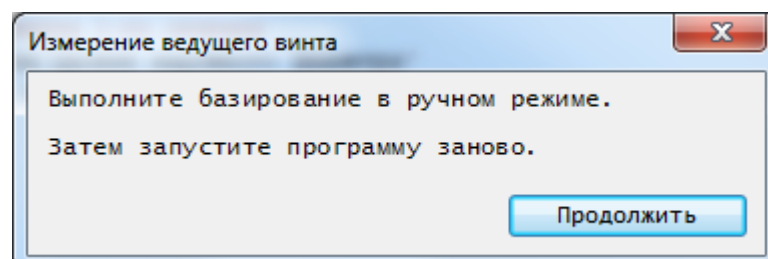 Измерение ведущего винта
Выполните базирование в ручном режиме.
Затем запустите программу заново.
Продолжить